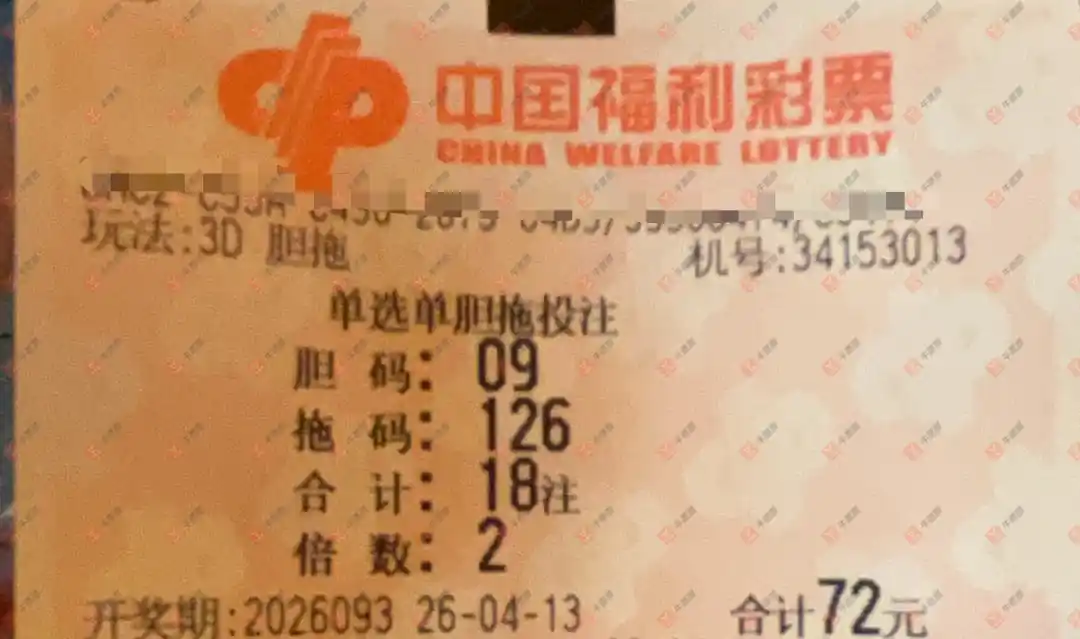 中国福利彩票
CHINA WELFARE LOTTERY
玩法:3D 胆拖 机号:34153013
单选单胆拖投注
胆 码: 09
拖 码: 126
合 计: 18注
倍 数: 2
开奖期:2026093 26-04-13 合计72元